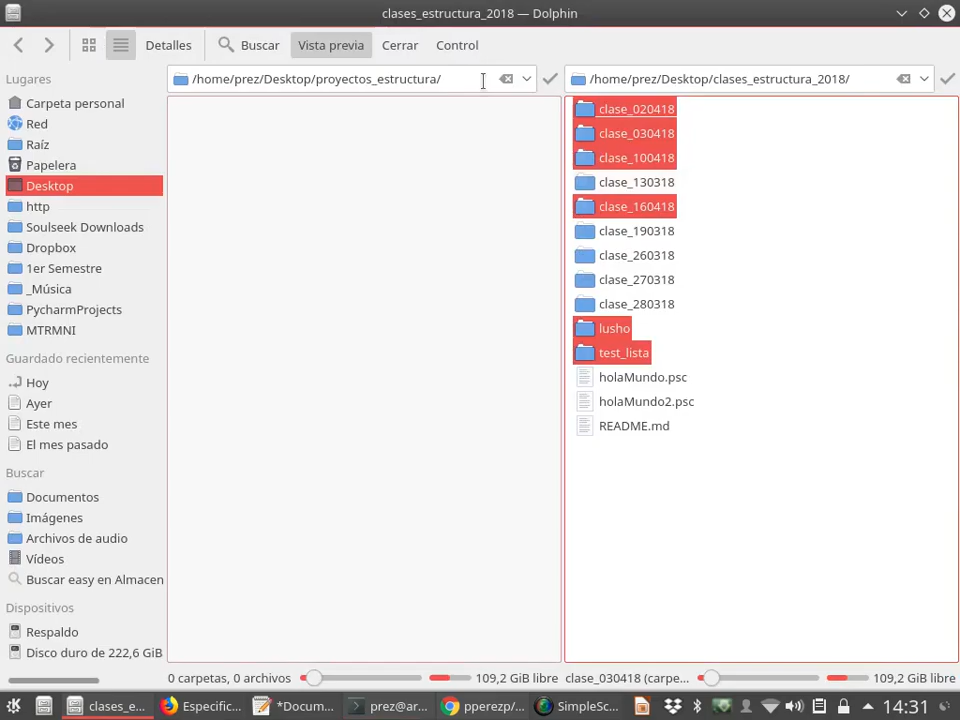 clases_estructura_2018 — Dolphin
Detalles
Buscar
Vista previa
Cerrar
Control
Lugares
Carpeta personal
Red
Raíz
Papelera
Desktop
http
Soulseek Downloads
Dropbox
1er Semestre
_Música
PycharmProjects
MTRMNI
Guardado recientemente
Hoy
Ayer
Este mes
El mes pasado
Buscar
Documentos
Imágenes
Archivos de audio
Vídeos
Buscar easy en Almacen
Dispositivos
Respaldo
Disco duro de 222,6 GiB
/home/prez/Desktop/proyectos_estructura/
0 carpetas, 0 archivos
109,2 GiB libre
/home/prez/Desktop/clases_estructura_2018/
clase_020418
clase_030418
clase_100418
clase_130318
clase_160418
clase_190318
clase_260318
clase_270318
clase_280318
lusho
test_lista
holaMundo.psc
holaMundo2.psc
README.md
clase_030418 (carpe...
109,2 GiB libre
clases_e...
Especific...
*Docum...
prez@ar...
pperezp/...
SimpleSc...
14:31